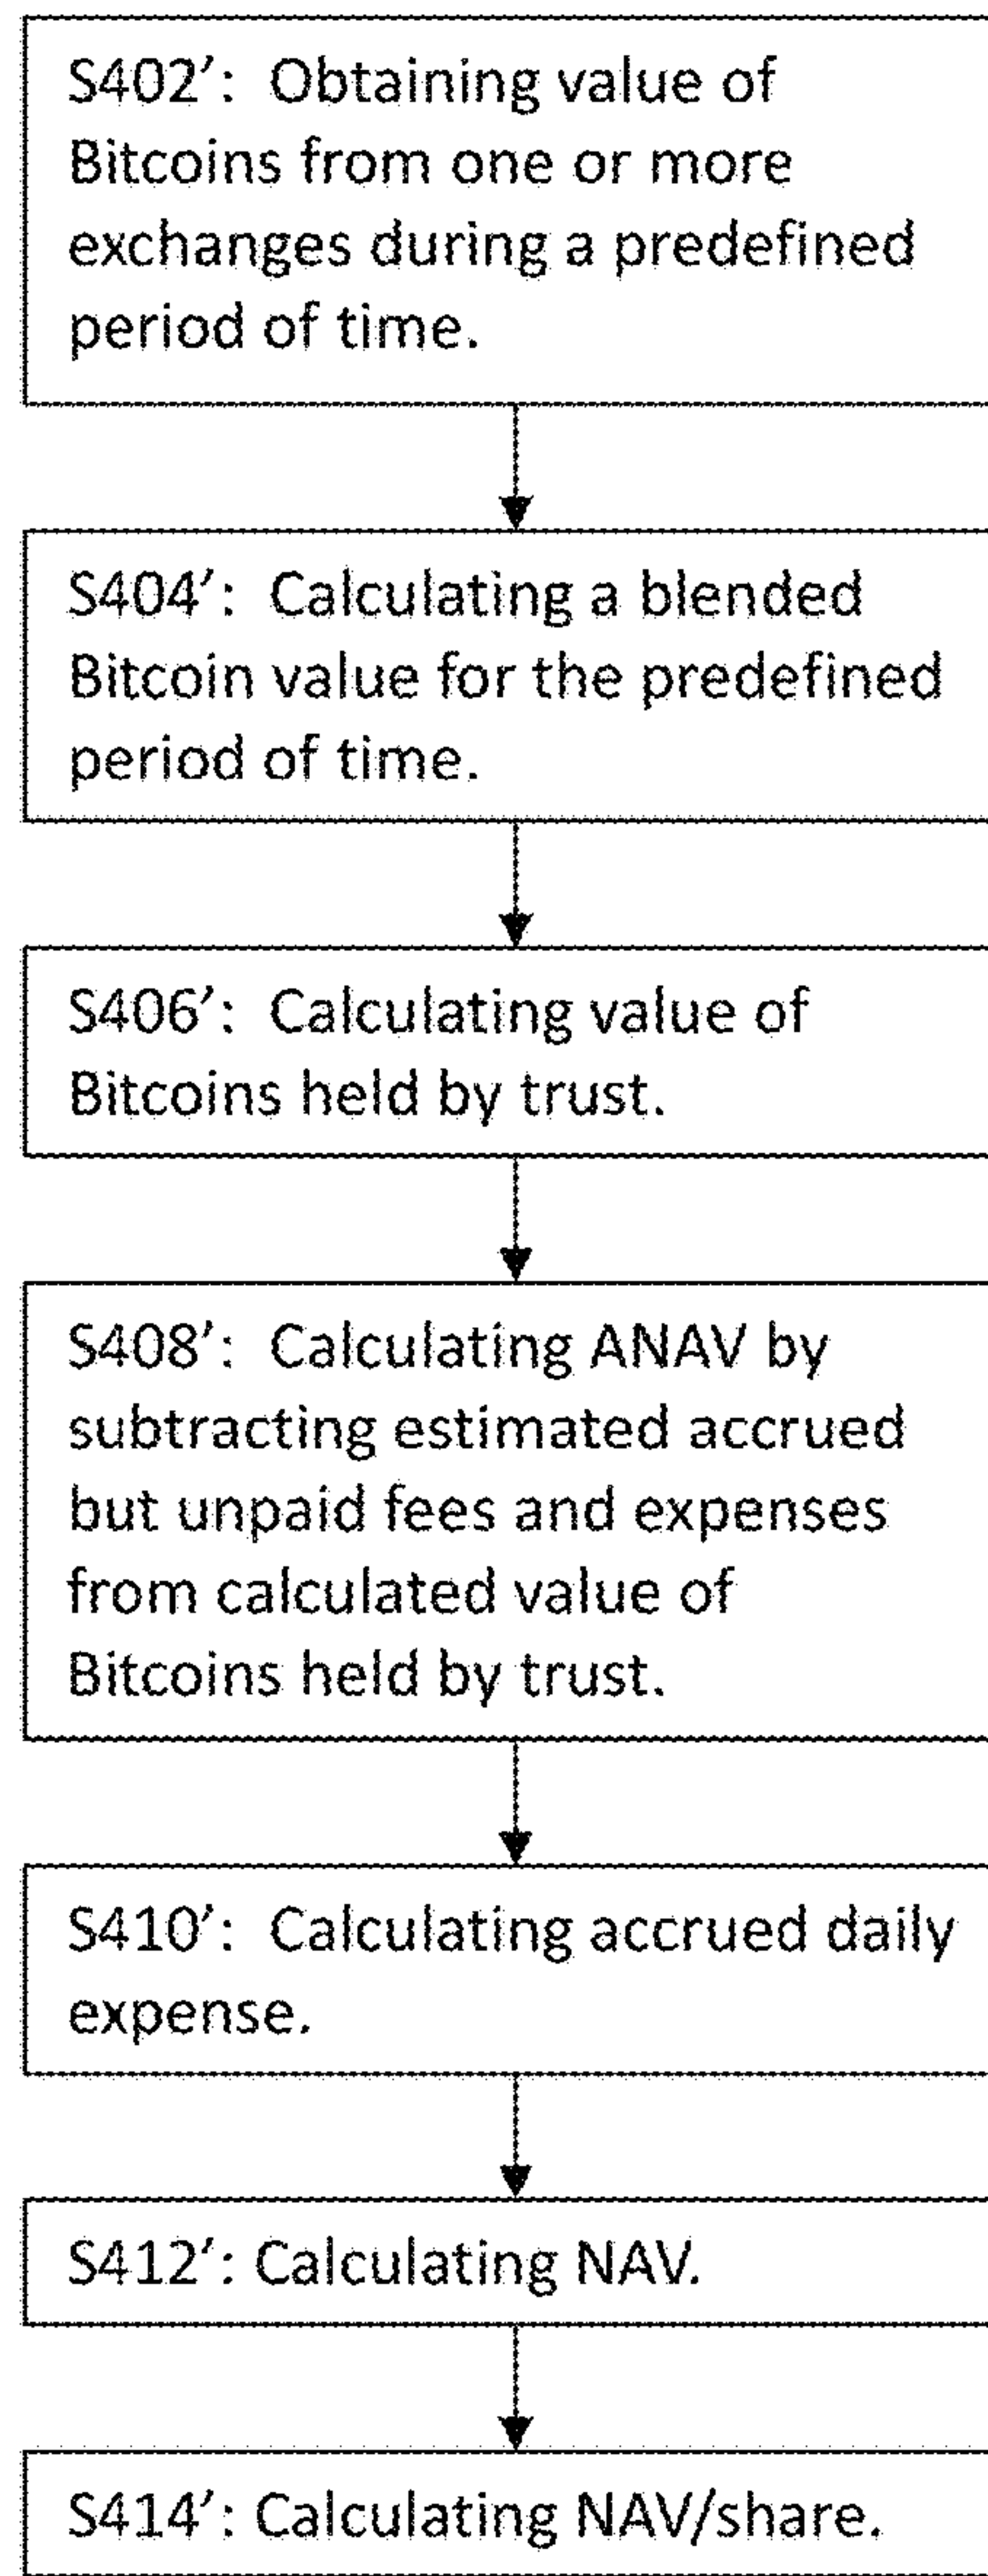 S402′: Obtaining value of
Bitcoins from one or more
exchanges during a predefined
period of time.
S404′: Calculating a blended
Bitcoin value for the predefined
period of time.
S406′: Calculating value of
Bitcoins held by trust.
S408′: Calculating ANAV by
subtracting estimated accrued
but unpaid fees and expenses
from calculated value of
Bitcoins held by trust.
S410′: Calculating accrued daily
expense.
S412′: Calculating NAV.
S414′: Calculating NAV/share.